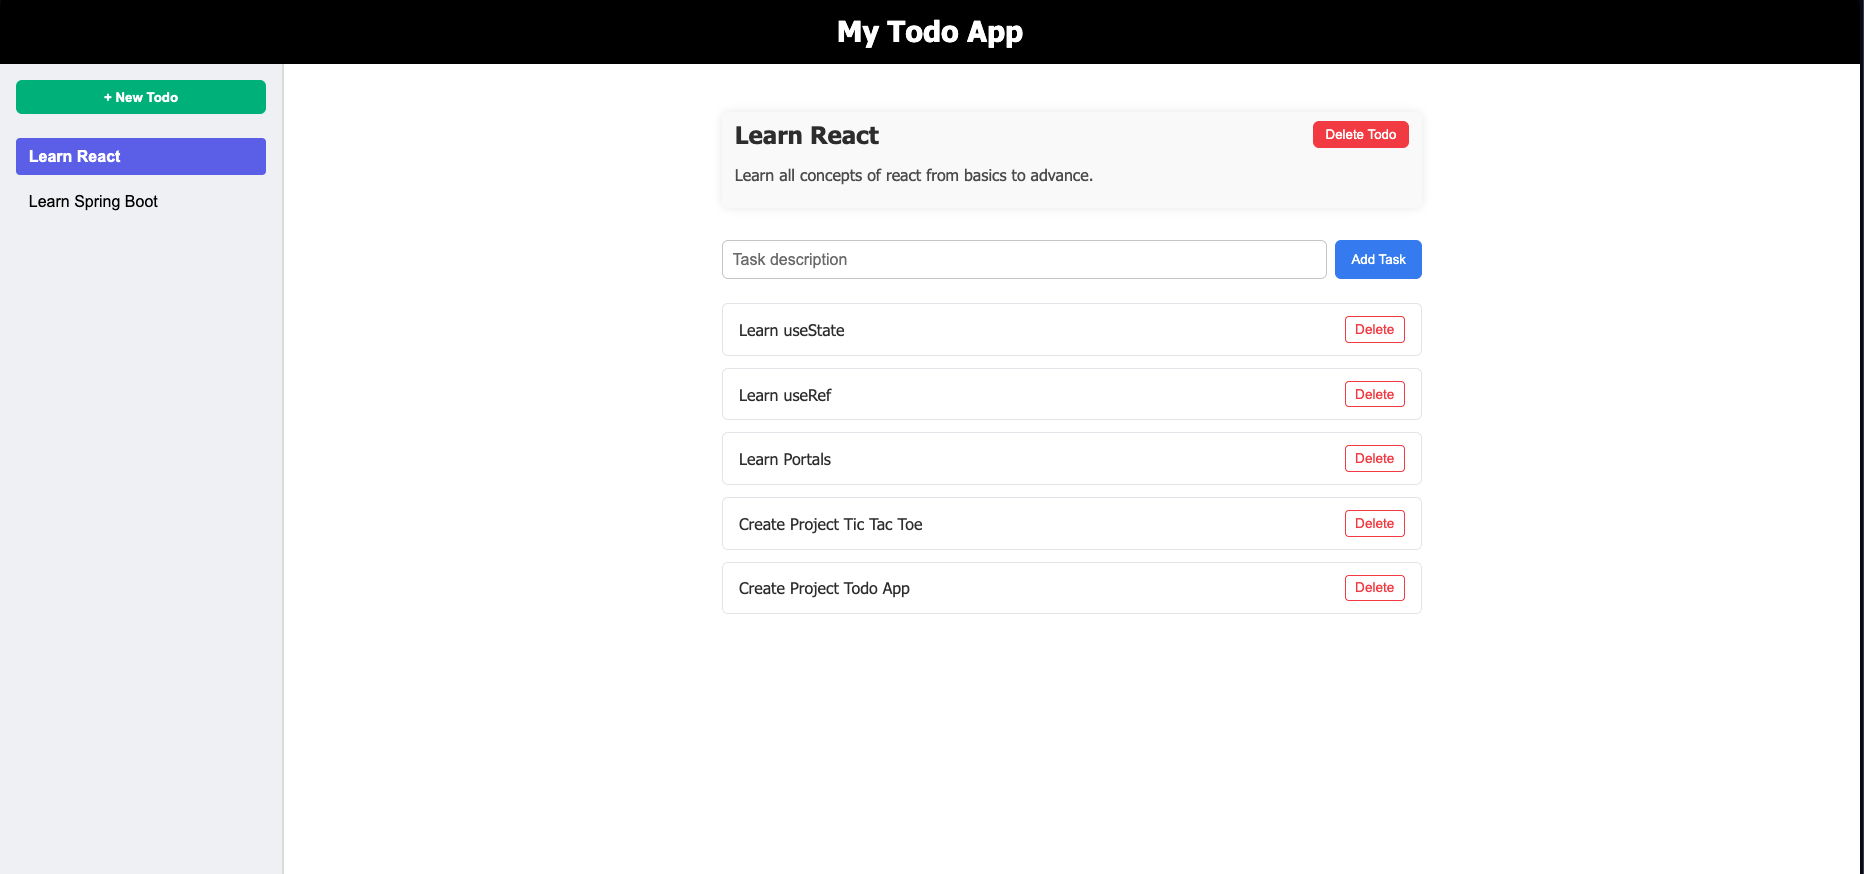 My Todo App
+ New Todo
Learn React
Learn Spring Boot
Learn React
Delete Todo
Learn all concepts of react from basics to advance.
Task description
Add Task
Learn useState
Delete
Learn useRef
Delete
Learn Portals
Delete
Create Project Tic Tac Toe
Delete
Create Project Todo App
Delete